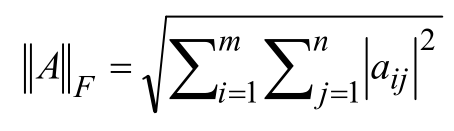 ‖A‖_F = √(∑_{i=1}^{m} ∑_{j=1}^{n} |a_{ij}|^2)